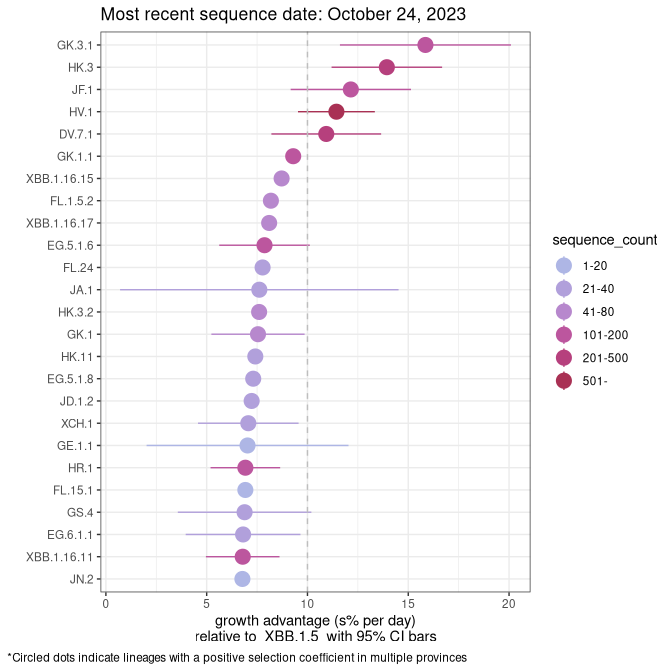 Most recent sequence date: October 24, 2023
GK.3.1
HK.3
JF.1
HV.1
DV.7.1
GK.1.1
XBB.1.16.15
FL.1.5.2
XBB.1.16.17
EG.5.1.6
FL.24
JA.1
HK.3.2
GK.1
HK.11
EG.5.1.8
JD.1.2
XCH.1
GE.1.1
HR.1
FL.15.1
GS.4
EG.6.1.1
XBB.1.16.11
JN.2
0 5 10 15 20
growth advantage (s% per day)
relative to XBB.1.5 with 95% CI bars
sequence_count
1-20
21-40
41-80
101-200
201-500
501-
*Circled dots indicate lineages with a positive selection coefficient in multiple provinces